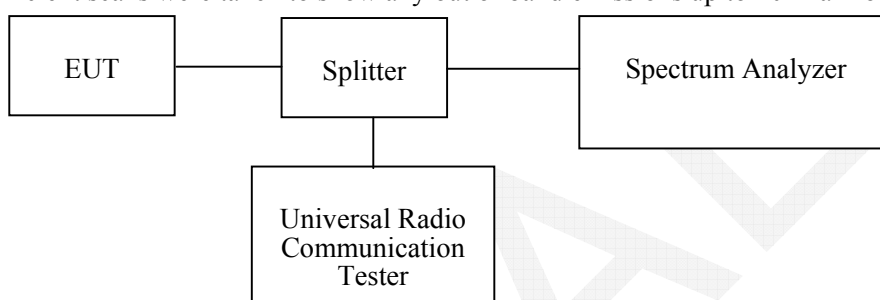 EUT
Splitter
Spectrum Analyzer
Universal Radio
Communication
Tester